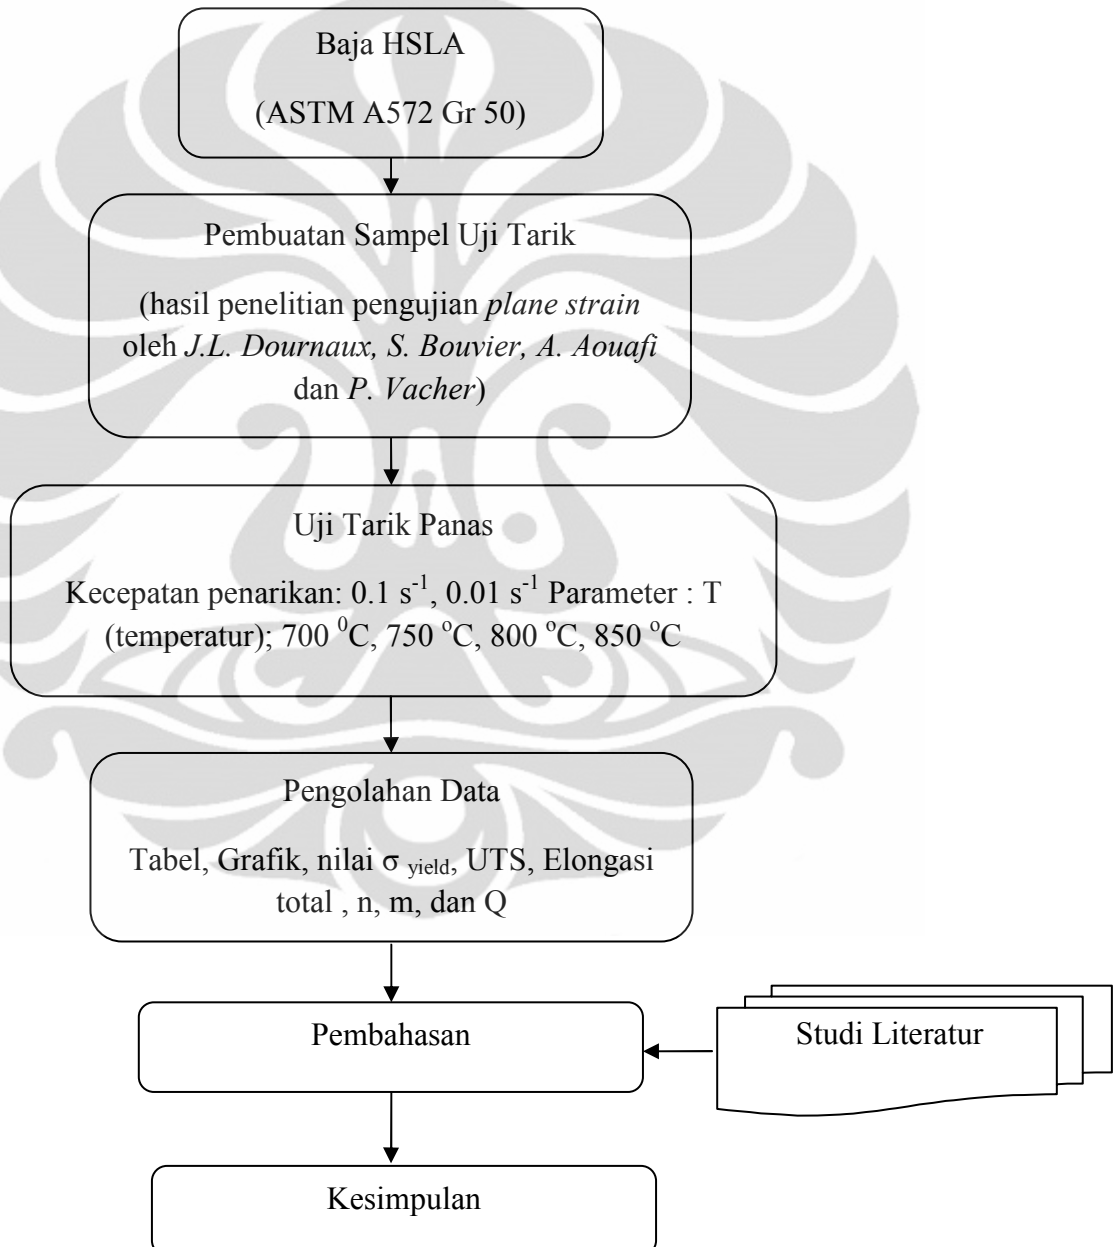 Baja HSLA
(ASTM A572 Gr 50)
Pembuatan Sampel Uji Tarik
(hasil penelitian pengujian plane strain
oleh J.L. Dournaux, S. Bouvier, A. Aouafi
dan P. Vacher)
Uji Tarik Panas
Kecepatan penarikan: 0.1 s⁻¹, 0.01 s⁻¹ Parameter : T
(temperatur); 700 ⁰C, 750 ᵒC, 800 ᵒC, 850 ᵒC
Pengolahan Data
Tabel, Grafik, nilai σ yield, UTS, Elongasi
total , n, m, dan Q
Pembahasan
Studi Literatur
Kesimpulan